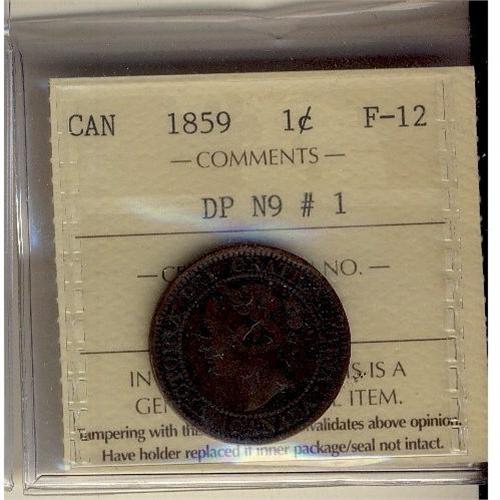 CAN 1859 1¢ F-12
— COMMENTS —
DP N9 # 1
NO. —
IN IS A
GE ITEM.
Tampering with th validates above opinion.
Have holder replaced if inner package/seal not intact.